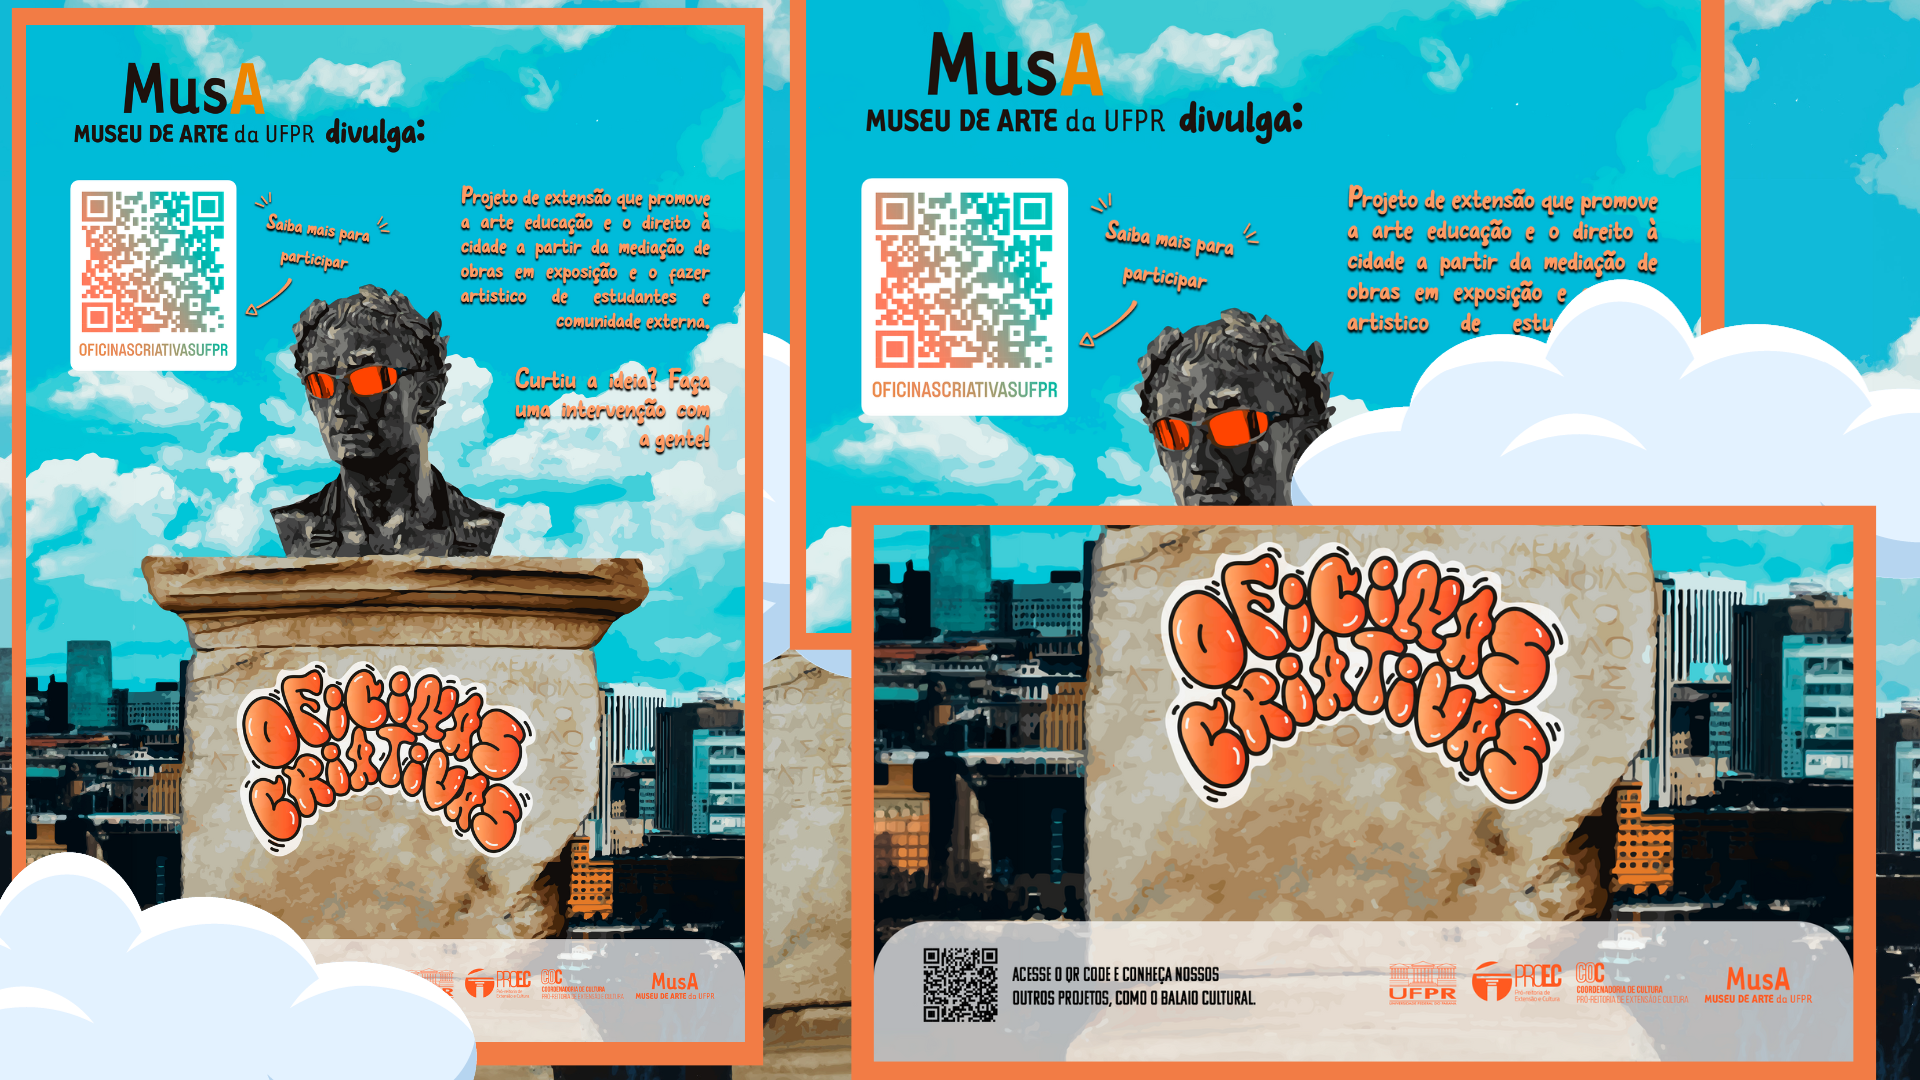 MusA
MUSEU DE ARTE da UFPR divulga:
OFICINASCRIATIVASUFPR
Saiba mais para
participar
Projeto de extensão que promove
a arte educação e o direito à
cidade a partir da mediação de
obras em exposição e o fazer
artistico de estudantes e
comunidade externa.
Curtiu a ideia? Faça
uma intervenção com
a gente!
OFICINAS
CRIATIVAS
PROEC
Pró-reitoria de
Extensão e Cultura
COC
COORDENADORIA DE CULTURA
PRÓ-REITORIA DE EXTENSÃO E CULTURA
MusA
MUSEU DE ARTE da UFPR
MusA
MUSEU DE ARTE da UFPR divulga:
OFICINASCRIATIVASUFPR
Saiba mais para
participar
Projeto de extensão que promove
a arte educação e o direito à
cidade a partir da mediação de
obras em exposição e
artistico de
OFICINAS
CRIATIVAS
ACESSE O QR CODE E CONHEÇA NOSSOS
OUTROS PROJETOS, COMO O BALAIO CULTURAL.
UFPR
UNIVERSIDADE FEDERAL DO PARANÁ
PROEC
Pró-reitoria de
Extensão e Cultura
COC
COORDENADORIA DE CULTURA
PRÓ-REITORIA DE EXTENSÃO E CULTURA
MusA
MUSEU DE ARTE da UFPR